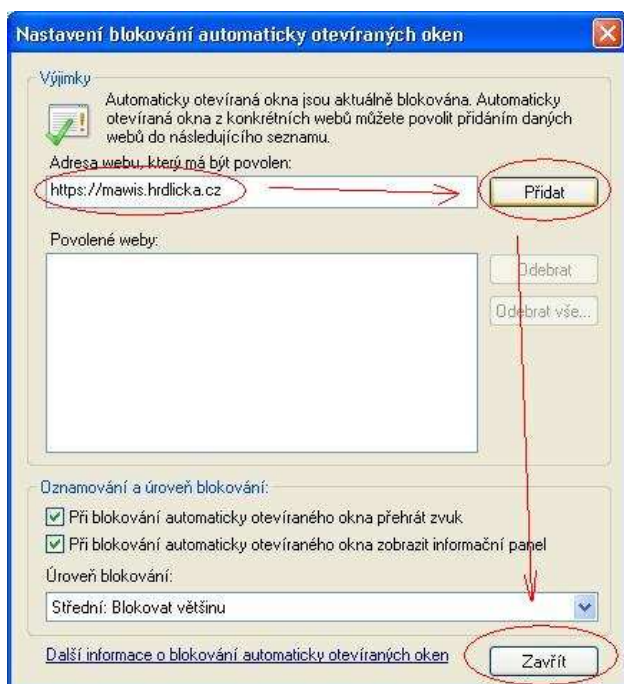 Nastavení blokování automaticky otevíraných oken
Výjimky
Automaticky otevíraná okna jsou aktuálně blokována. Automaticky
otevíraná okna z konkrétních webů můžete povolit přidáním daných
webů do následujícího seznamu.
Adresa webu, který má být povolen:
https://mawis.hrdlicka.cz
Přidat
Povolené weby:
Odebrat
Odebrat vše...
Oznamování a úroveň blokování:
Při blokování automaticky otevíraného okna přehrát zvuk
Při blokování automaticky otevíraného okna zobrazit informační panel
Úroveň blokování:
Střední: Blokovat většinu
Další informace o blokování automaticky otevíraných oken
Zavřít